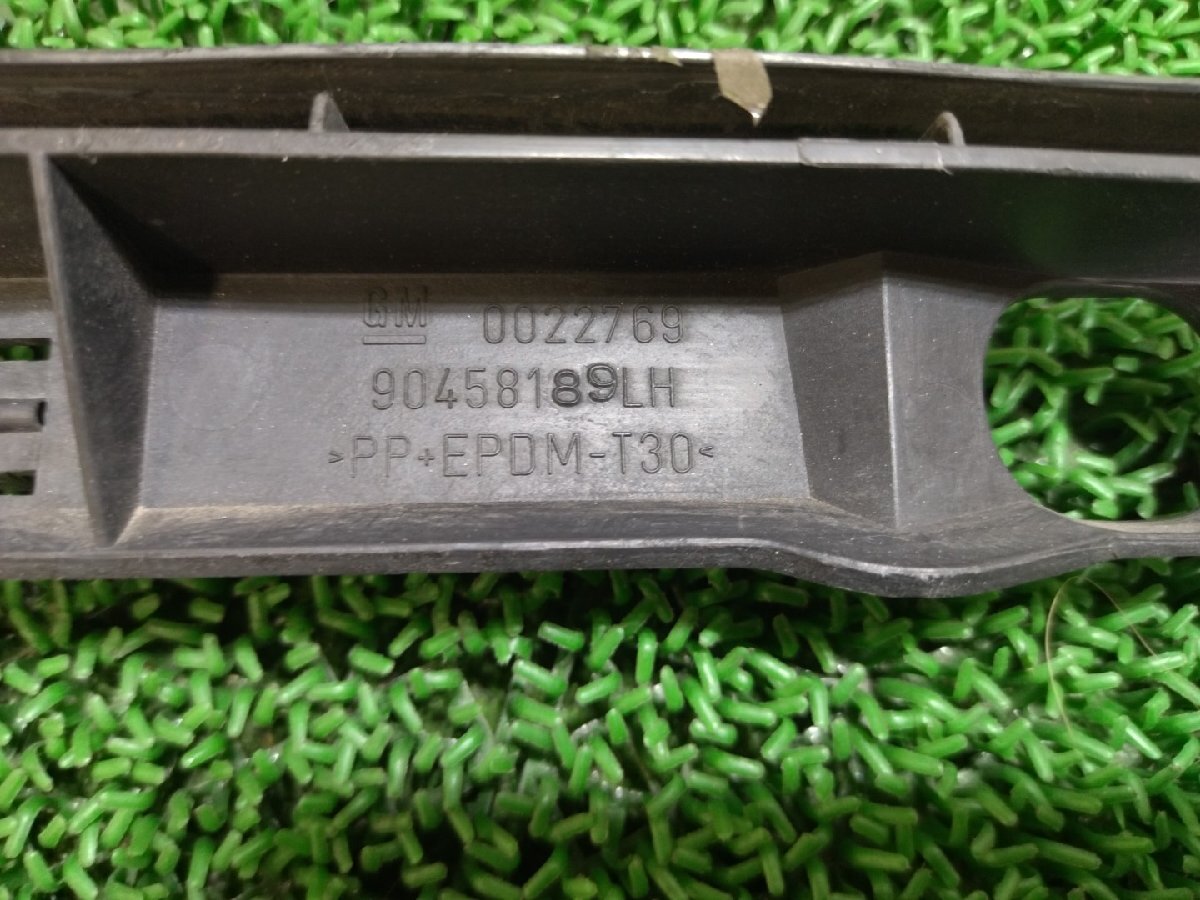 GM 0022769
90458189LH
>PP+EPDM-T30<